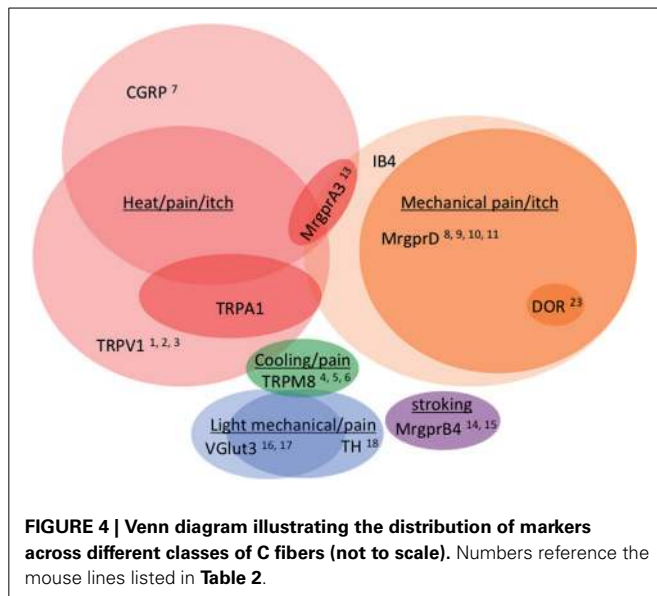 CGRP 7
IB4
Heat/pain/itch
MrgprA3 13
Mechanical pain/itch
MrgprD 8, 9, 10, 11
TRPA1
DOR 23
TRPV1 1, 2, 3
Cooling/pain
TRPM8 4, 5, 6
stroking
MrgprB4 14, 15
Light mechanical/pain
VGlut3 16, 17
TH 18
FIGURE 4 | Venn diagram illustrating the distribution of markers
across different classes of C fibers (not to scale). Numbers reference the
mouse lines listed in Table 2.